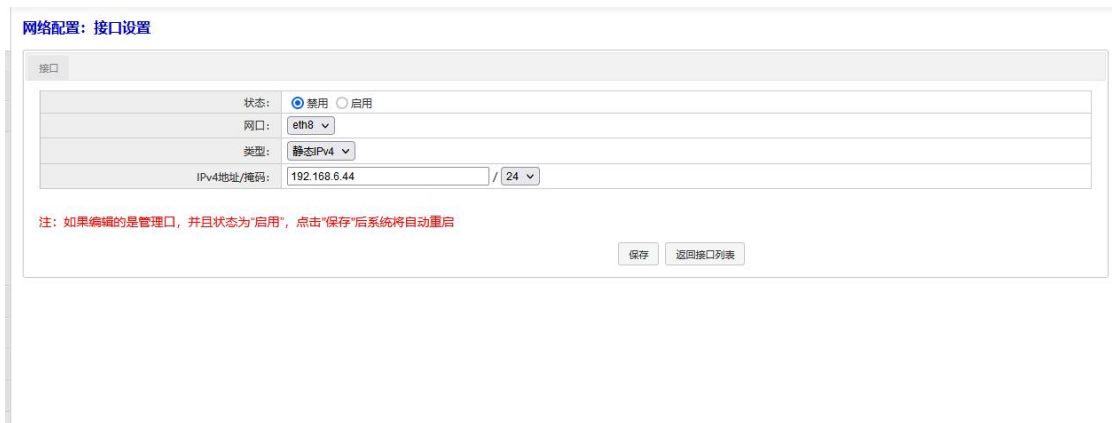 网络配置：接口设置
接口
状态： 禁用 启用
网口： eth8
类型： 静态IPv4
IPv4地址/掩码： 192.168.6.44 / 24
注：如果编辑的是管理口，并且状态为"启用"，点击"保存"后系统将自动重启
保存 返回接口列表